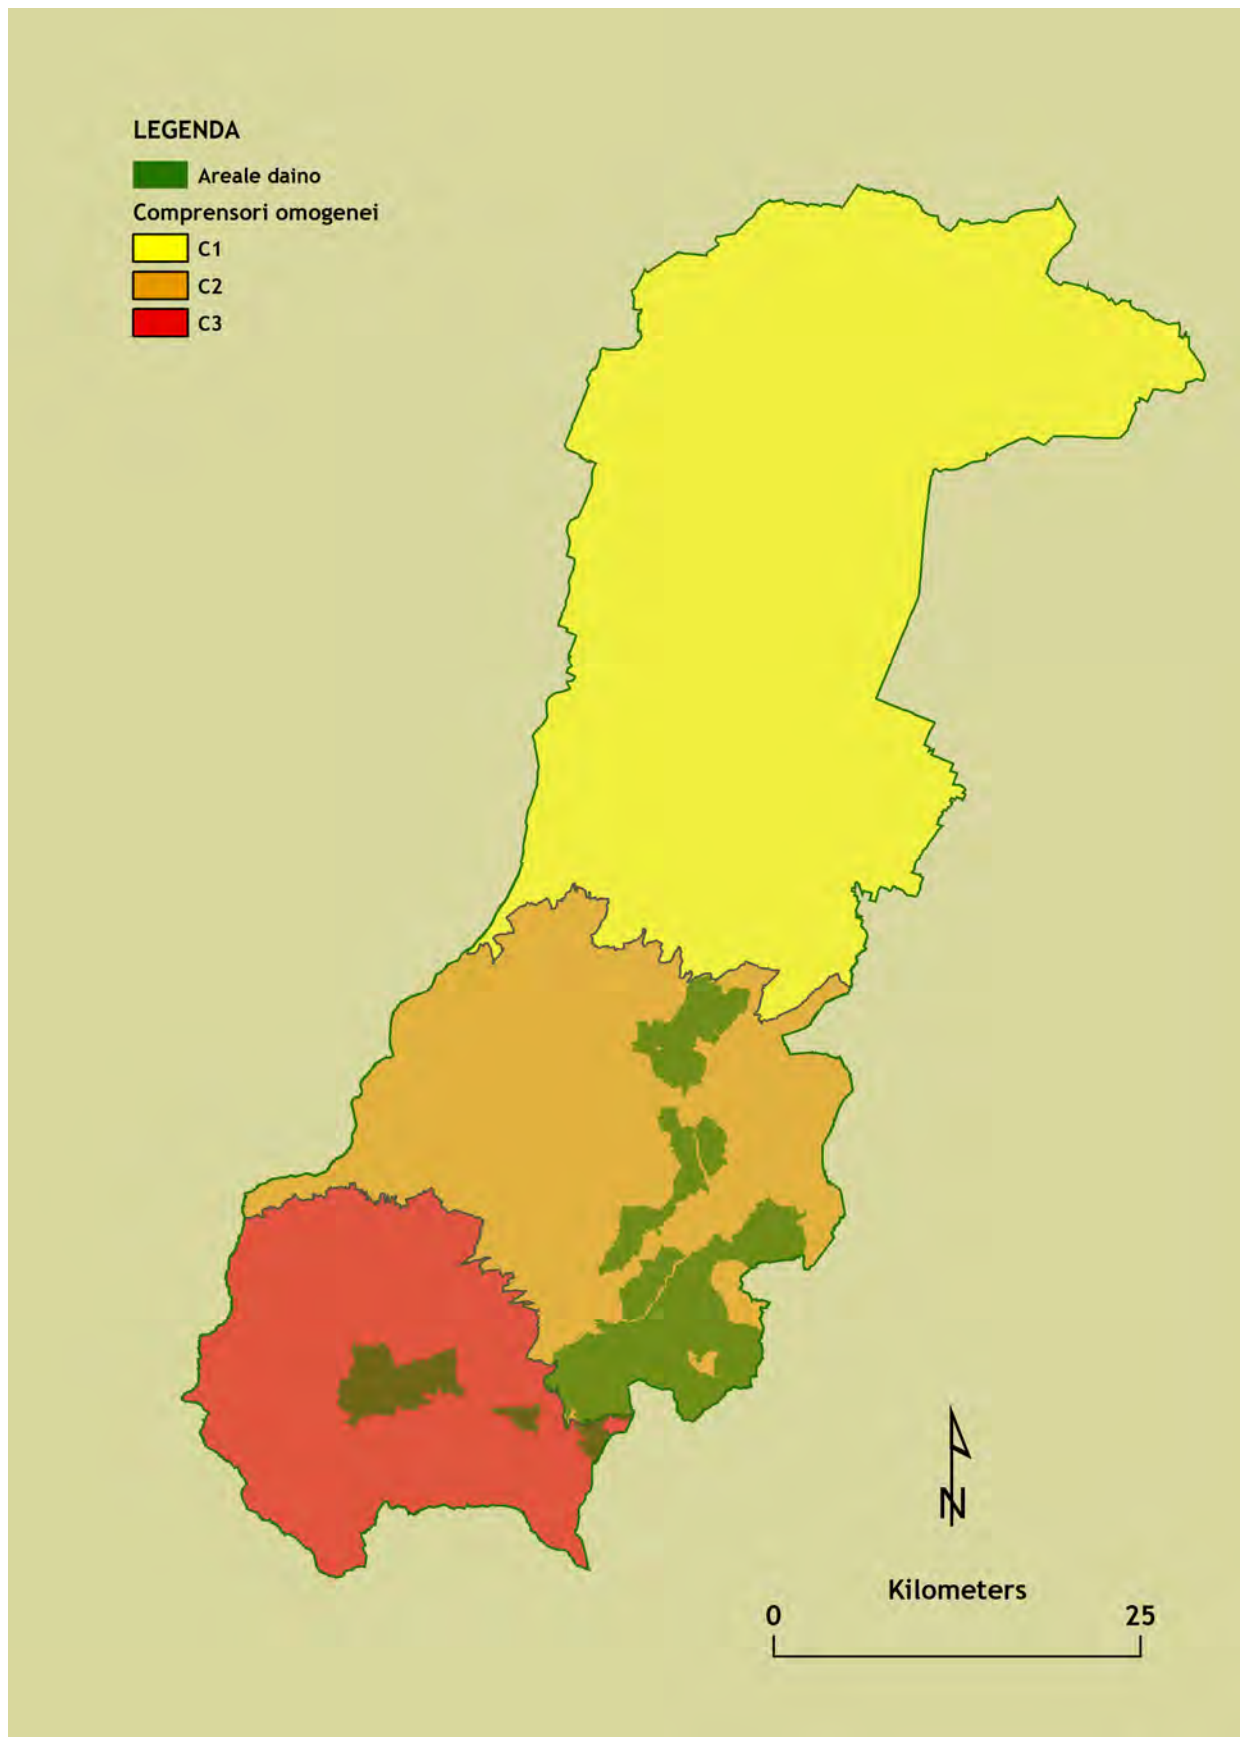 LEGENDA
Areale daino
Comprensori omogenei
C1
C2
C3
N
Kilometers
0 25